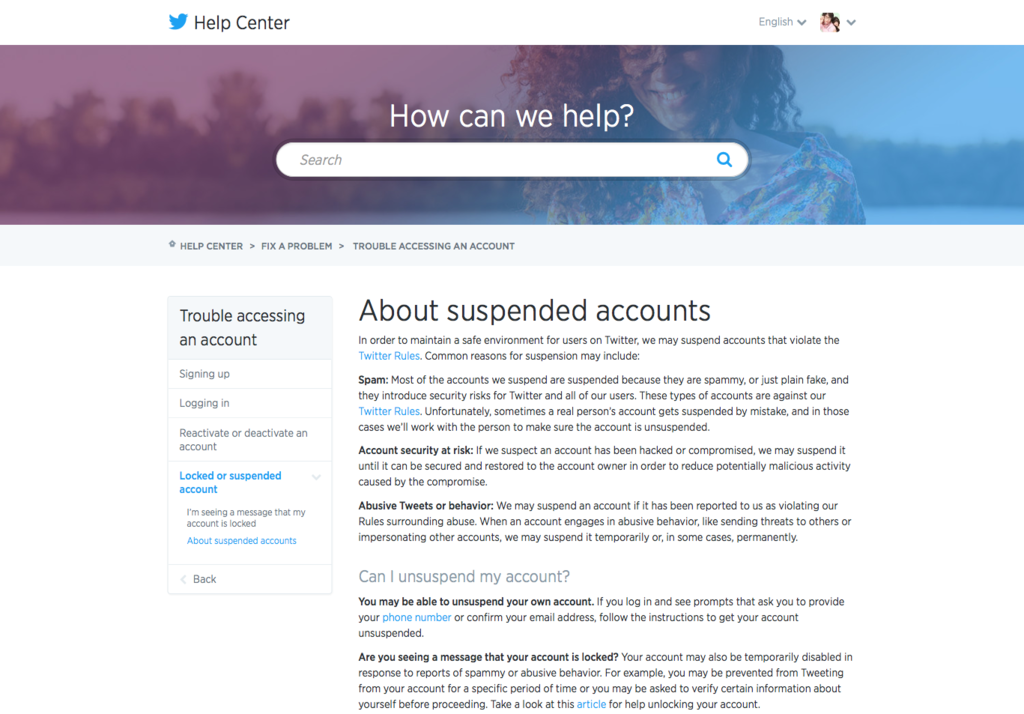 Help Center
English
How can we help?
Search
HELP CENTER > FIX A PROBLEM > TROUBLE ACCESSING AN ACCOUNT
Trouble accessing
an account
Signing up
Logging in
Reactivate or deactivate an
account
Locked or suspended
account
I'm seeing a message that my
account is locked
About suspended accounts
Back
About suspended accounts
In order to maintain a safe environment for users on Twitter, we may suspend accounts that violate the
Twitter Rules. Common reasons for suspension may include:
Spam: Most of the accounts we suspend are suspended because they are spammy, or just plain fake, and
they introduce security risks for Twitter and all of our users. These types of accounts are against our
Twitter Rules. Unfortunately, sometimes a real person's account gets suspended by mistake, and in those
cases we'll work with the person to make sure the account is unsuspended.
Account security at risk: If we suspect an account has been hacked or compromised, we may suspend it
until it can be secured and restored to the account owner in order to reduce potentially malicious activity
caused by the compromise.
Abusive Tweets or behavior: We may suspend an account if it has been reported to us as violating our
Rules surrounding abuse. When an account engages in abusive behavior, like sending threats to others or
impersonating other accounts, we may suspend it temporarily or, in some cases, permanently.
Can I unsuspend my account?
You may be able to unsuspend your own account. If you log in and see prompts that ask you to provide
your phone number or confirm your email address, follow the instructions to get your account
unsuspended.
Are you seeing a message that your account is locked? Your account may also be temporarily disabled in
response to reports of spammy or abusive behavior. For example, you may be prevented from Tweeting
from your account for a specific period of time or you may be asked to verify certain information about
yourself before proceeding. Take a look at this article for help unlocking your account.